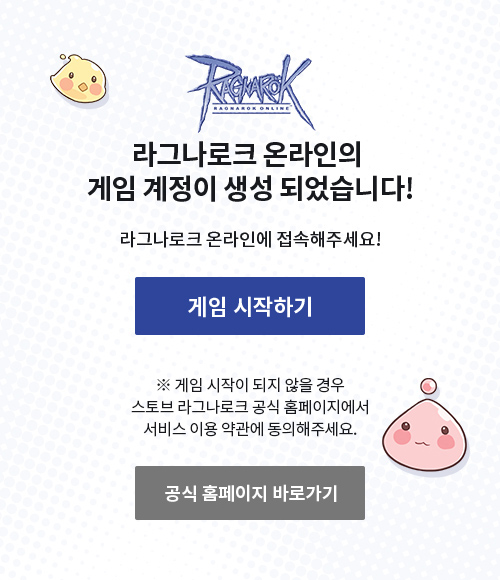 RAGNAROK
RAGNAROK ONLINE
라그나로크 온라인의
게임 계정이 생성 되었습니다!
라그나로크 온라인에 접속해주세요!
게임 시작하기
※ 게임 시작이 되지 않을 경우
스토브 라그나로크 공식 홈페이지에서
서비스 이용 약관에 동의해주세요.
공식 홈페이지 바로가기